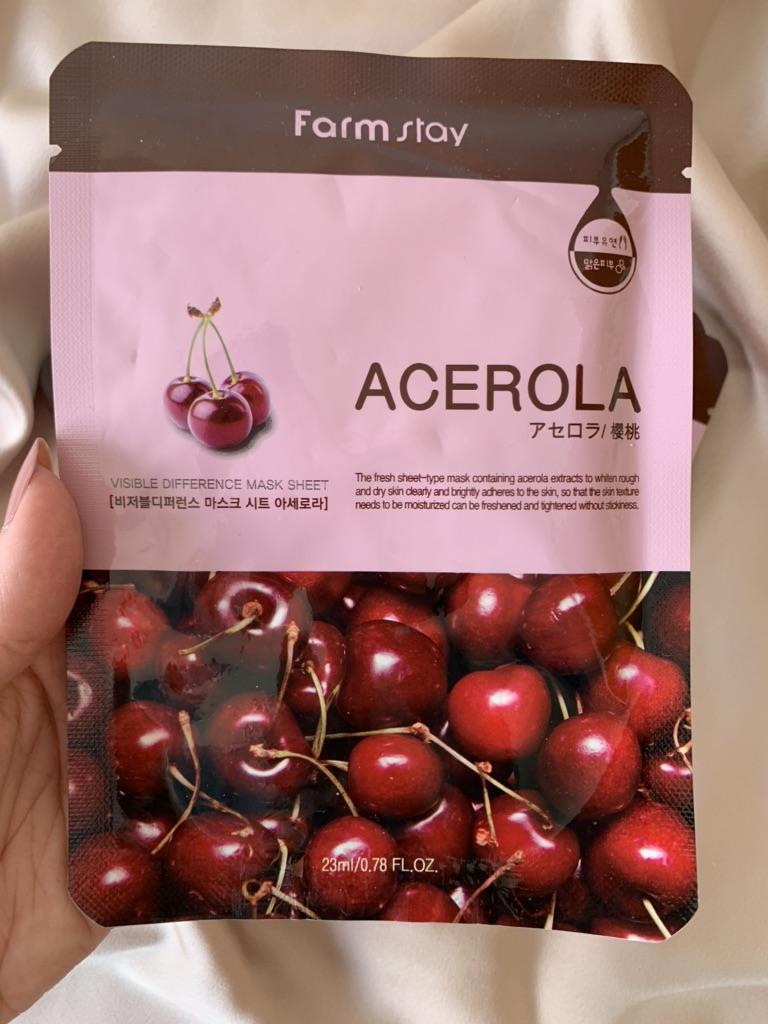 Farm stay
피부유연
맑은피부
ACEROLA
アセロラ/ 櫻桃
VISIBLE DIFFERENCE MASK SHEET
[비저블디퍼런스 마스크 시트 아세로라]
The fresh sheet-type mask containing acerola extracts to whiten rough
and dry skin clearly and brightly adheres to the skin, so that the skin texture
needs to be moisturized can be freshened and tightened without stickiness.
23ml/0.78 FL.OZ.